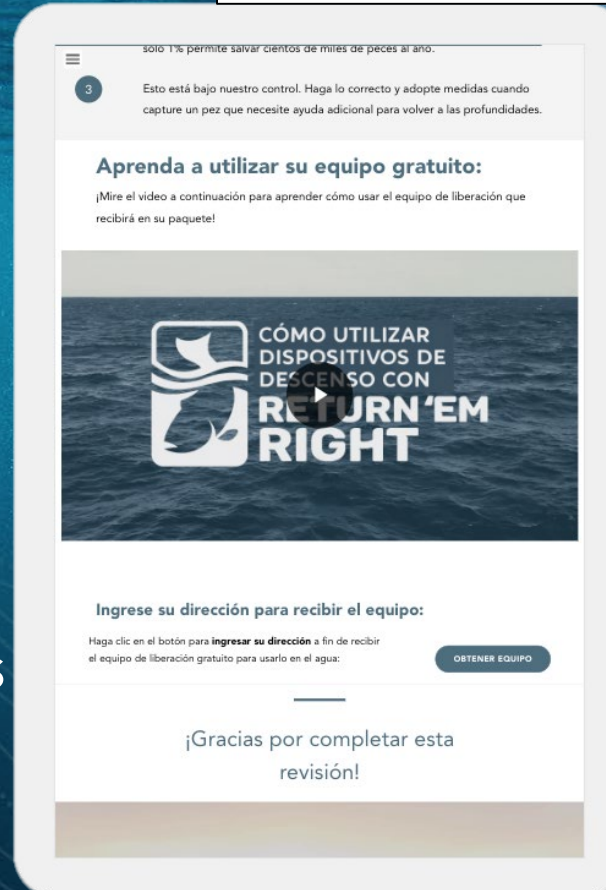 solo 1% permite salvar cientos de miles de peces al año.
3
Esto está bajo nuestro control. Haga lo correcto y adopte medidas cuando
capture un pez que necesite ayuda adicional para volver a las profundidades.
Aprenda a utilizar su equipo gratuito:
¡Mire el video a continuación para aprender cómo usar el equipo de liberación que
recibirá en su paquete!
CÓMO UTILIZAR
DISPOSITIVOS DE
DESCENSO CON
RETURN ‘EM
RIGHT
Ingrese su dirección para recibir el equipo:
Haga clic en el botón para ingresar su dirección a fin de recibir
el equipo de liberación gratuito para usarlo en el agua:
OBTENER EQUIPO
¡Gracias por completar esta
revisión!